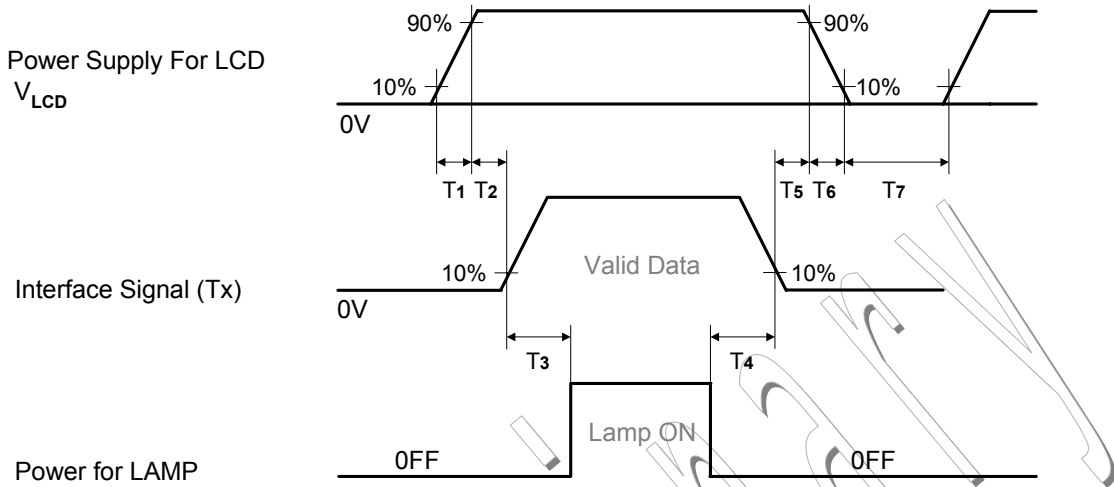 90%
90%
Power Supply For LCD
VLCD
10%
10%
0V
T1 T2
T5 T6 T7
Valid Data
10%
10%
Interface Signal (Tx)
0V
T3
T4
Lamp ON
0FF
0FF
Power for LAMP